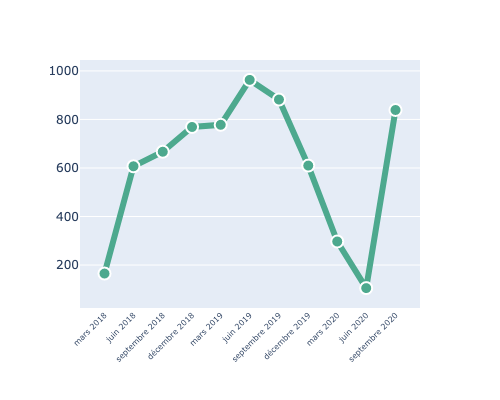 1000
800
600
400
200
mars 2018
juin 2018
septembre 2018
décembre 2018
mars 2019
juin 2019
septembre 2019
décembre 2019
mars 2020
juin 2020
septembre 2020